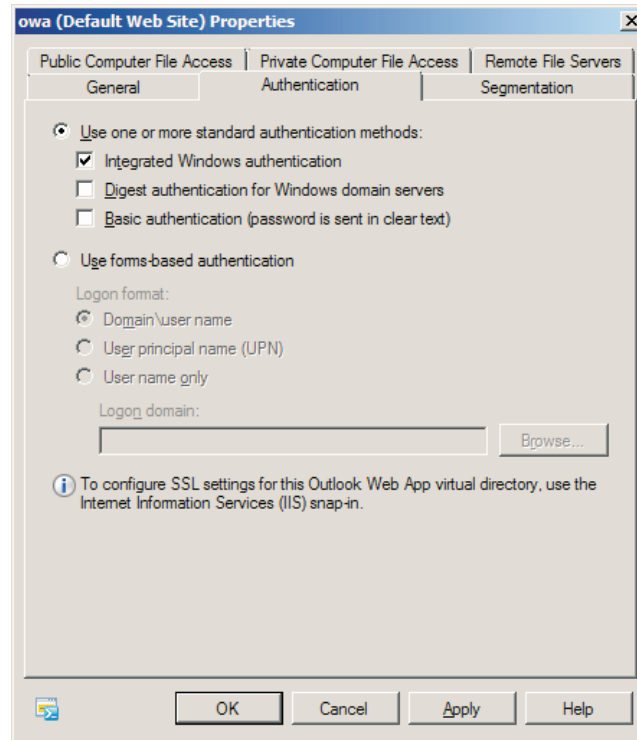 owa (Default Web Site) Properties
Public Computer File Access Private Computer File Access Remote File Servers
General Authentication Segmentation
Use one or more standard authentication methods:
Integrated Windows authentication
Digest authentication for Windows domain servers
Basic authentication (password is sent in clear text)
Use forms-based authentication
Logon format:
Domain\user name
User principal name (UPN)
User name only
Logon domain:
Browse...
To configure SSL settings for this Outlook Web App virtual directory, use the
Internet Information Services (IIS) snap-in.
OK Cancel Apply Help